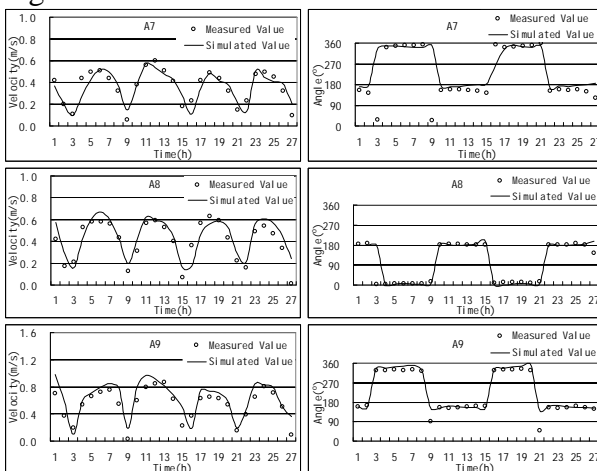 A7
Measured Value
Simulated Value
Velocity(m/s)
1.0
0.8
0.6
0.4
0.2
0.0
1 3 5 7 9 11 13 15 17 19 21 23 25 27
Time(h)
A7
Measured Value
Simulated Value
Angle(°)
360
270
180
90
0
1 3 5 7 9 11 13 15 17 19 21 23 25 27
Time(h)
A8
Measured Value
Simulated Value
Velocity(m/s)
1.0
0.8
0.6
0.4
0.2
0.0
1 3 5 7 9 11 13 15 17 19 21 23 25 27
Time(h)
A8
Measured Value
Simulated Value
Angle(°)
360
270
180
90
0
1 3 5 7 9 11 13 15 17 19 21 23 25 27
Time(h)
A9
Measured Value
Simulated Value
Velocity(m/s)
1.6
1.2
0.8
0.4
0.0
1 3 5 7 9 11 13 15 17 19 21 23 25 27
Time(h)
A9
Measured Value
Simulated Value
Angle(°)
360
270
180
90
0
1 3 5 7 9 11 13 15 17 19 21 23 25 27
Time(h)